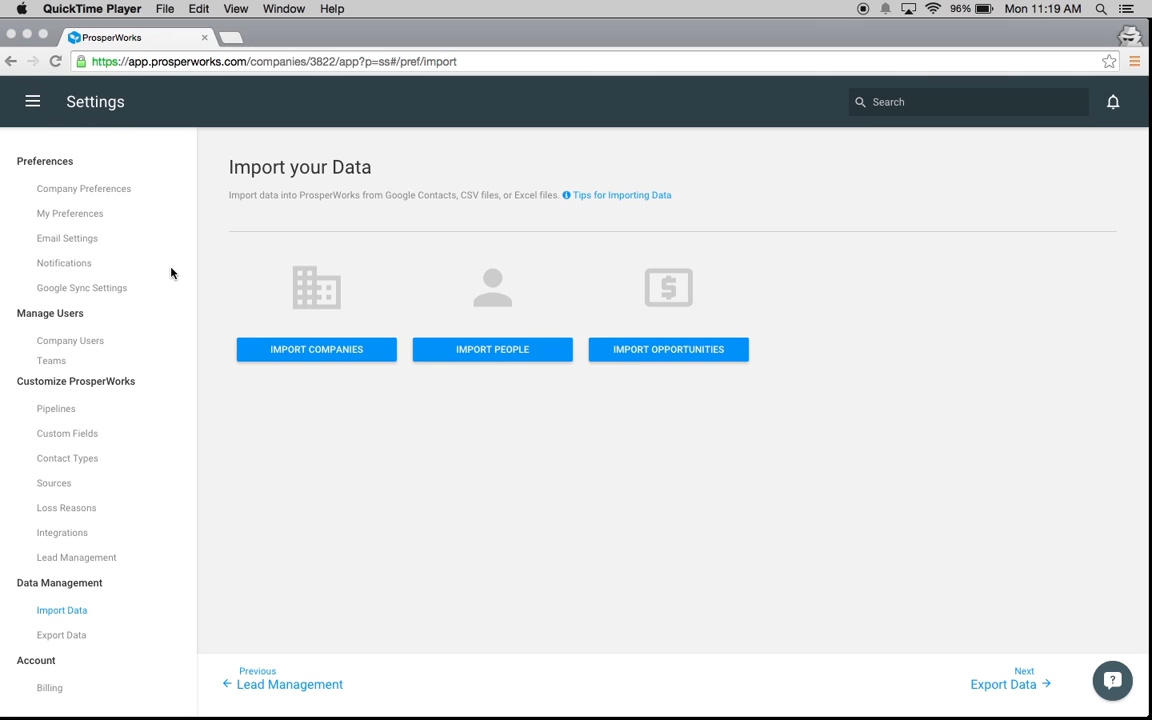 QuickTime Player File Edit View Window Help 96% Mon 11:19 AM
ProsperWorks
https://app.prosperworks.com/companies/3822/app?p=ss#/pref/import
Settings
Search
Preferences
Company Preferences
My Preferences
Email Settings
Notifications
Google Sync Settings
Manage Users
Company Users
Teams
Customize ProsperWorks
Pipelines
Custom Fields
Contact Types
Sources
Loss Reasons
Integrations
Lead Management
Data Management
Import Data
Export Data
Account
Billing
Import your Data
Import data into ProsperWorks from Google Contacts, CSV files, or Excel files. Tips for Importing Data
IMPORT COMPANIES
IMPORT PEOPLE
IMPORT OPPORTUNITIES
Previous
← Lead Management
Next
Export Data →